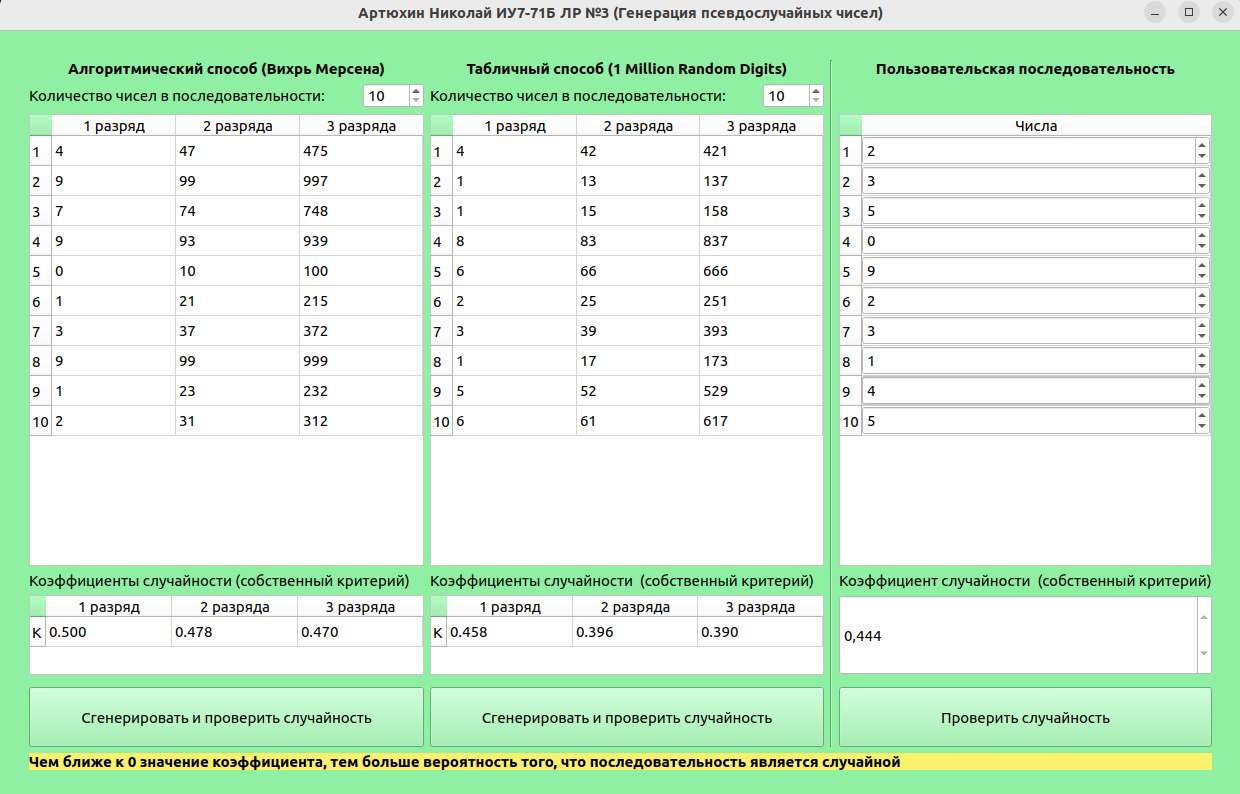 Артюхин Николай ИУ7-71Б ЛР №3 (Генерация псевдослучайных чисел)
Алгоритмический способ (Вихрь Мерсена)
Количество чисел в последовательности: 10
1 разряд 2 разряда 3 разряда
1 4 47 475
2 9 99 997
3 7 74 748
4 9 93 939
5 0 10 100
6 1 21 215
7 3 37 372
8 9 99 999
9 1 23 232
10 2 31 312
Коэффициенты случайности (собственный критерий)
1 разряд 2 разряда 3 разряда
K 0.500 0.478 0.470
Сгенерировать и проверить случайность
Табличный способ (1 Million Random Digits)
Количество чисел в последовательности: 10
1 разряд 2 разряда 3 разряда
1 4 42 421
2 1 13 137
3 1 15 158
4 8 83 837
5 6 66 666
6 2 25 251
7 3 39 393
8 1 17 173
9 5 52 529
10 6 61 617
Коэффициенты случайности (собственный критерий)
1 разряд 2 разряда 3 разряда
K 0.458 0.396 0.390
Сгенерировать и проверить случайность
Пользовательская последовательность
Числа
1 2
2 3
3 5
4 0
5 9
6 2
7 3
8 1
9 4
10 5
Коэффициент случайности (собственный критерий)
0,444
Проверить случайность
Чем ближе к 0 значение коэффициента, тем больше вероятность того, что последовательность является случайной